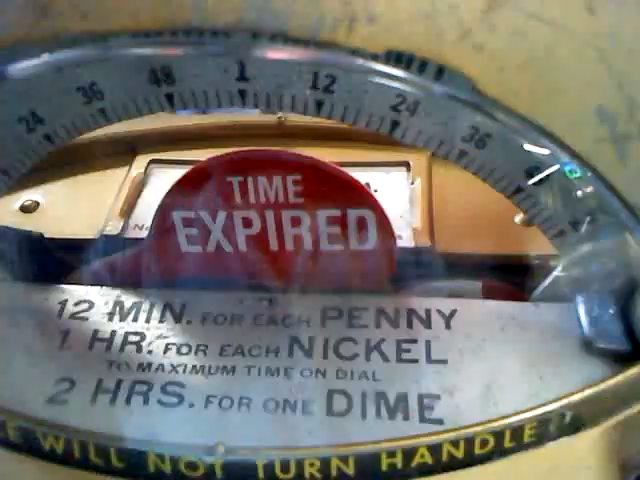 24 36 48 1 12 24 36
TIME
EXPIRED
12 MIN. FOR EACH PENNY
1 HR. FOR EACH NICKEL
TO MAXIMUM TIME ON DIAL
2 HRS. FOR ONE DIME
WILL NOT TURN HANDLE